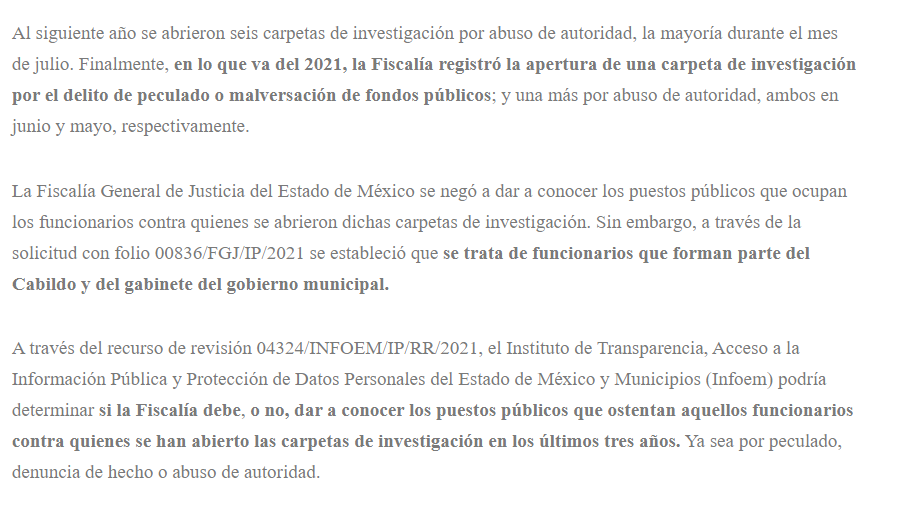 Al siguiente año se abrieron seis carpetas de investigación por abuso de autoridad, la mayoría durante el mes
de julio. Finalmente, en lo que va del 2021, la Fiscalía registró la apertura de una carpeta de investigación
por el delito de peculado o malversación de fondos públicos; y una más por abuso de autoridad, ambos en
junio y mayo, respectivamente.
La Fiscalía General de Justicia del Estado de México se negó a dar a conocer los puestos públicos que ocupan
los funcionarios contra quienes se abrieron dichas carpetas de investigación. Sin embargo, a través de la
solicitud con folio 00836/FGJ/IP/2021 se estableció que se trata de funcionarios que forman parte del
Cabildo y del gabinete del gobierno municipal.
A través del recurso de revisión 04324/INFOEM/IP/RR/2021, el Instituto de Transparencia, Acceso a la
Información Pública y Protección de Datos Personales del Estado de México y Municipios (Infoem) podría
determinar si la Fiscalía debe, o no, dar a conocer los puestos públicos que ostentan aquellos funcionarios
contra quienes se han abierto las carpetas de investigación en los últimos tres años. Ya sea por peculado,
denuncia de hecho o abuso de autoridad.